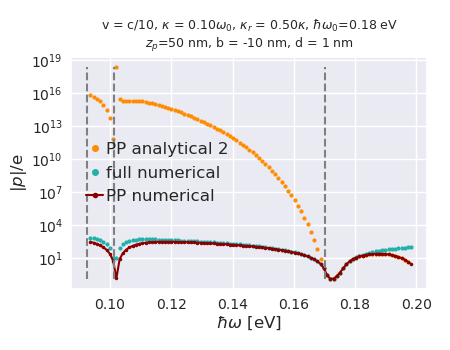 v = c/10, κ = 0.10ω₀, κᵣ = 0.50κ, ℏω₀=0.18 eV
zₚ=50 nm, b = -10 nm, d = 1 nm
10¹⁹
10¹⁶
10¹³
10¹⁰
10⁷
10⁴
10¹
|p|/e
PP analytical 2
full numerical
PP numerical
0.10 0.12 0.14 0.16 0.18 0.20
ℏω [eV]